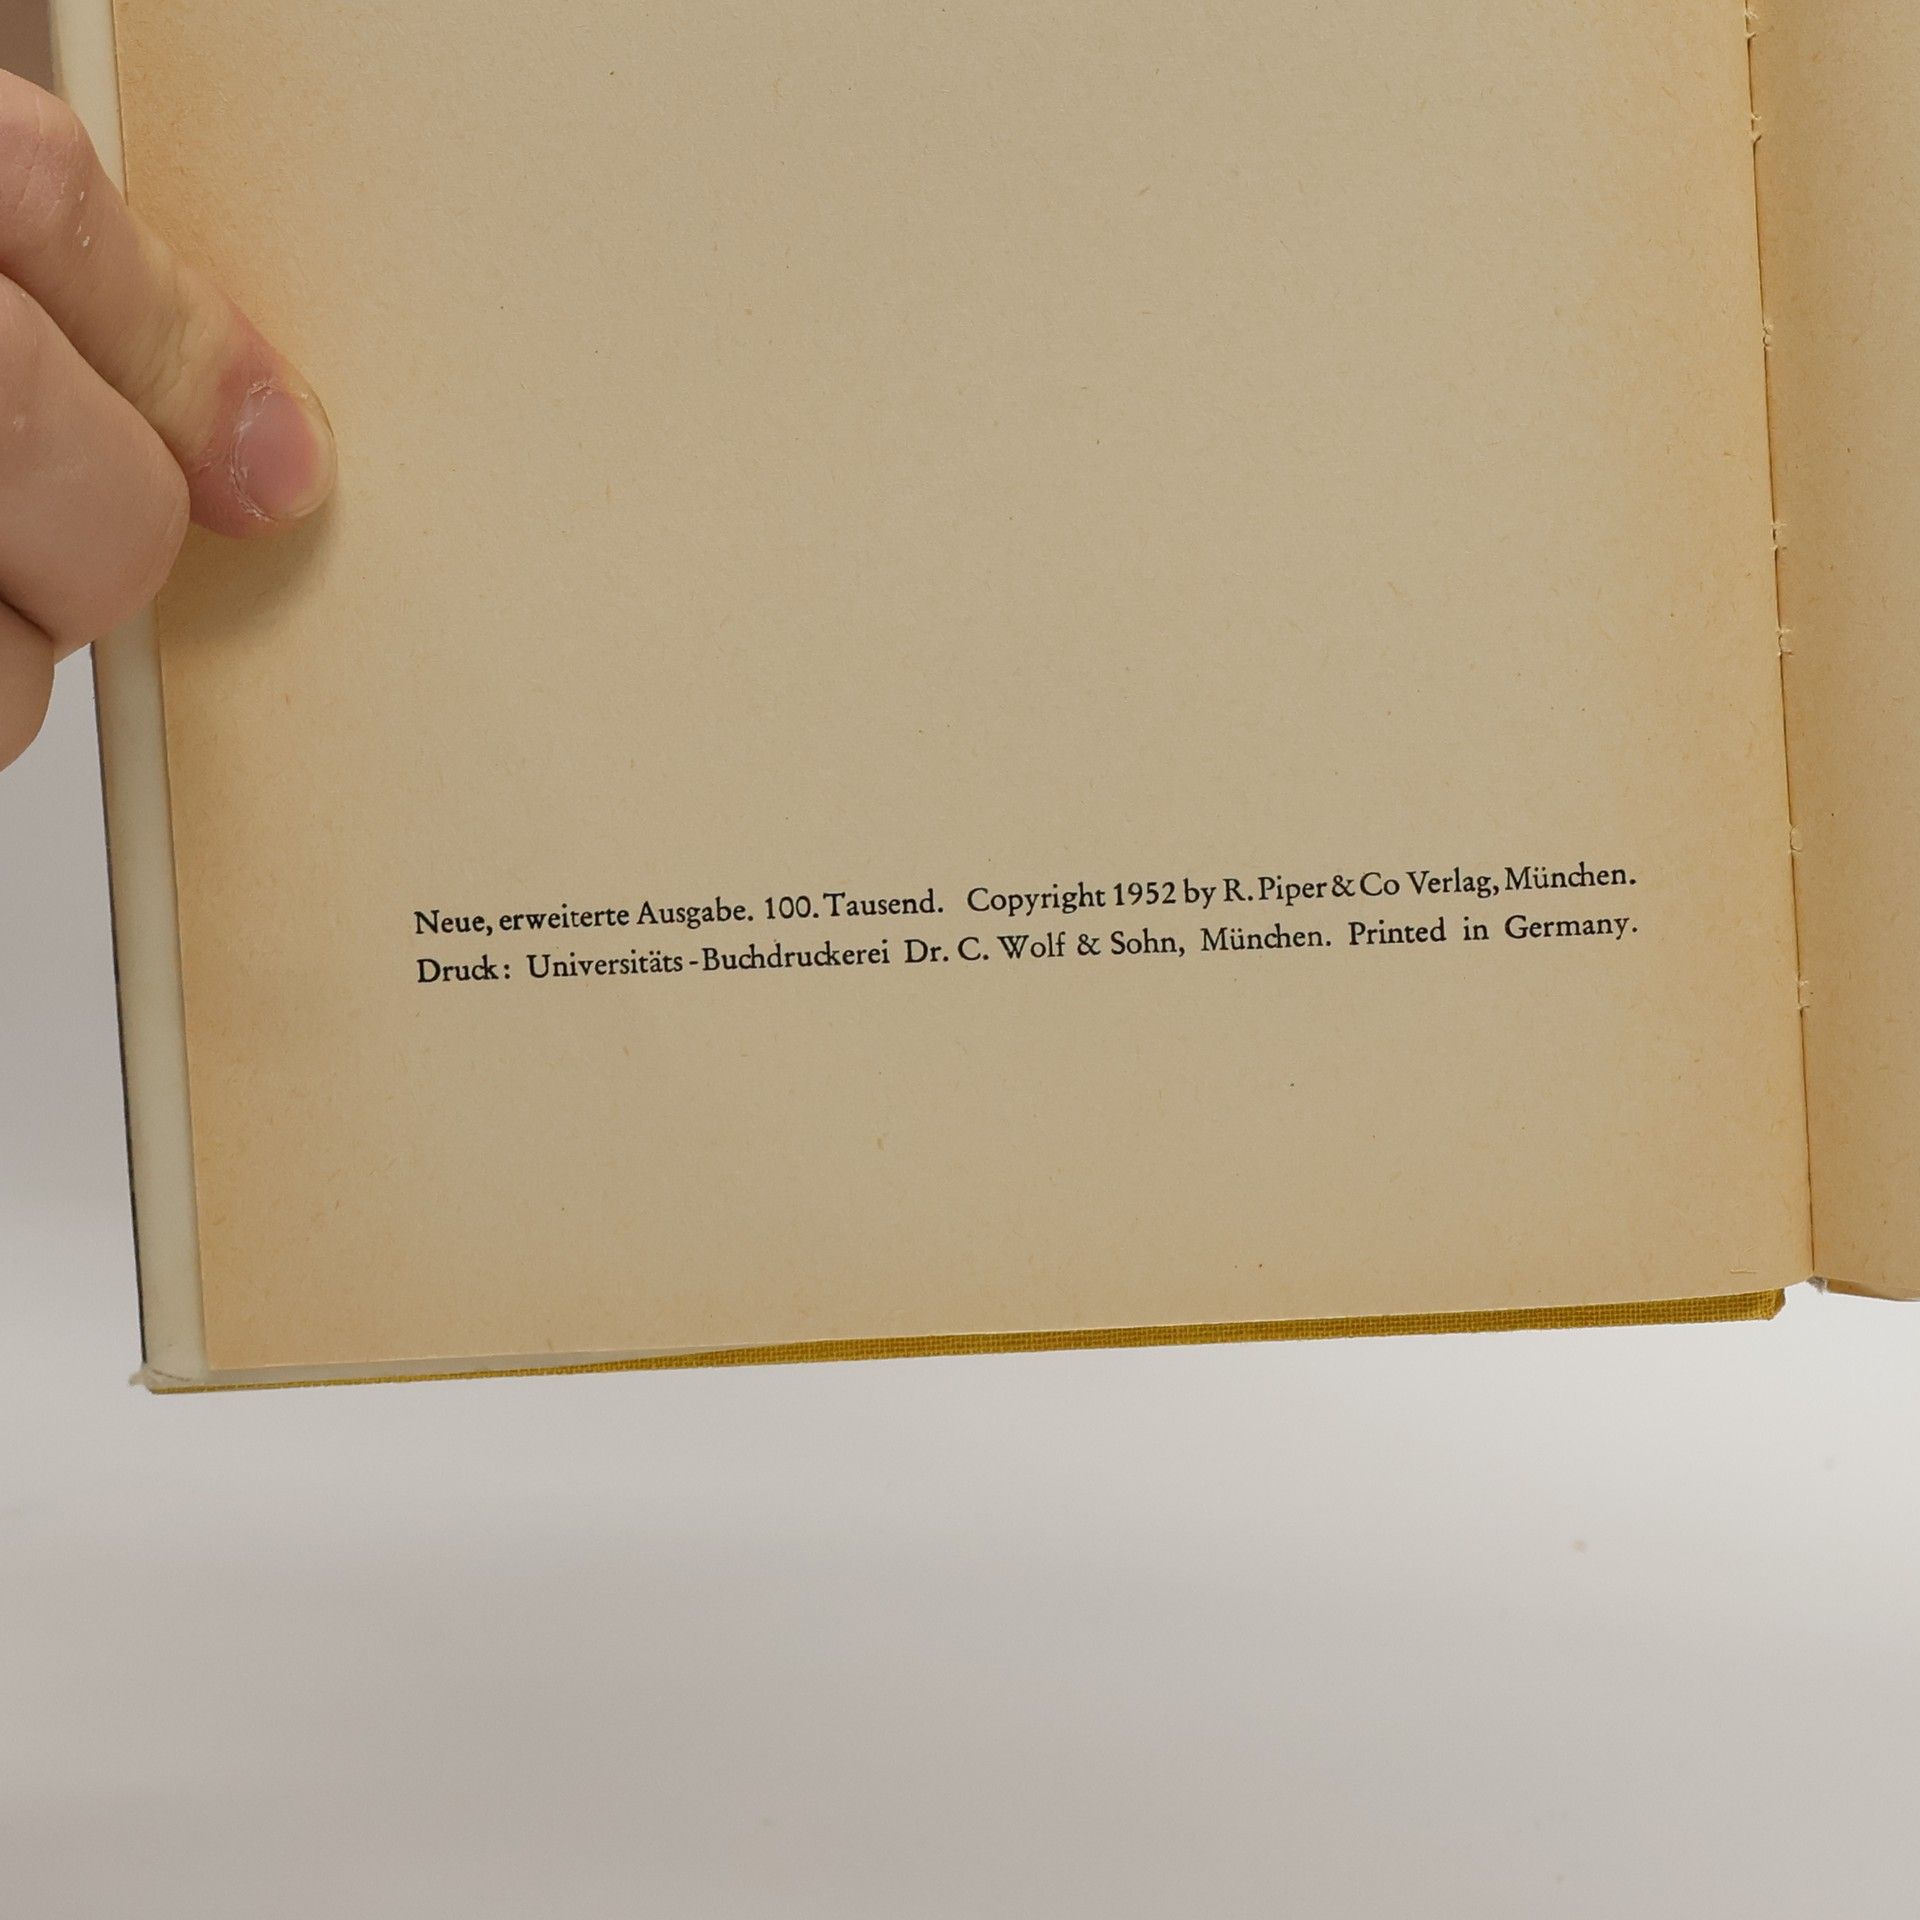 Neue, erweiterte Ausgabe. 100. Tausend. Copyright 1952 by R. Piper & Co Verlag, München.
Druck: Universitäts-Buchdruckerei Dr. C. Wolf & Sohn, München. Printed in Germany.